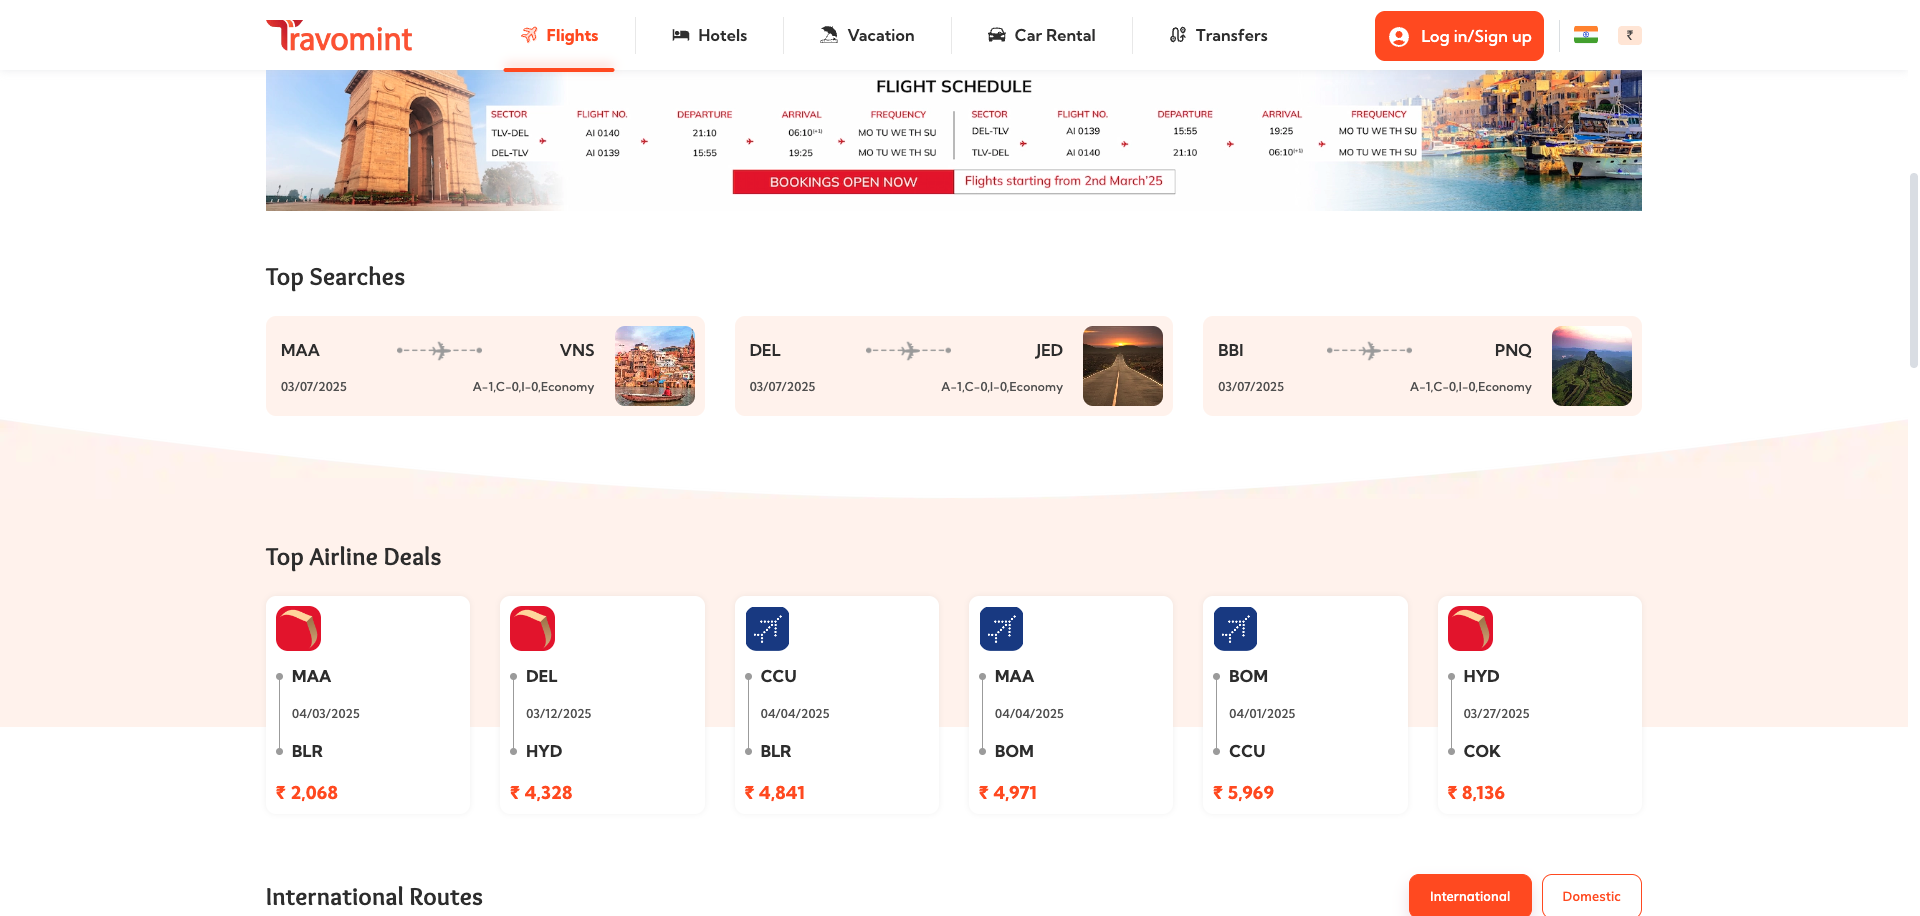 Travomint
Flights
Hotels
Vacation
Car Rental
Transfers
Log in/Sign up
₹
FLIGHT SCHEDULE
SECTOR FLIGHT NO. DEPARTURE ARRIVAL FREQUENCY
TLV-DEL AI 0140 21:10 06:10(+1) MO TU WE TH SU
DEL-TLV AI 0139 15:55 19:25 MO TU WE TH SU
SECTOR FLIGHT NO. DEPARTURE ARRIVAL FREQUENCY
DEL-TLV AI 0139 15:55 19:25 MO TU WE TH SU
TLV-DEL AI 0140 21:10 06:10(+1) MO TU WE TH SU
BOOKINGS OPEN NOW
Flights starting from 2nd March'25
Top Searches
MAA VNS
03/07/2025 A-1,C-0,I-0,Economy
DEL JED
03/07/2025 A-1,C-0,I-0,Economy
BBI PNQ
03/07/2025 A-1,C-0,I-0,Economy
Top Airline Deals
MAA
04/03/2025
BLR
₹ 2,068
DEL
03/12/2025
HYD
₹ 4,328
CCU
04/04/2025
BLR
₹ 4,841
MAA
04/04/2025
BOM
₹ 4,971
BOM
04/01/2025
CCU
₹ 5,969
HYD
03/27/2025
COK
₹ 8,136
International Routes
International
Domestic